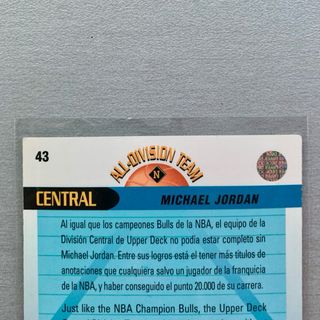 43
ALL-DIVISION TEAM
N
CENTRAL
MICHAEL JORDAN
Al igual que los campeones Bulls de la NBA, el equipo de la
División Central de Upper Deck no podia estar completo sin
Michael Jordan. Entre sus logros está el tener más titulos de
anotaciones que cualquiéra salvo un jugador de la franquicia
de la NBA, y haber conseguido el punto 20.000 de su carrera.
Just like the NBA Champion Bulls, the Upper Deck